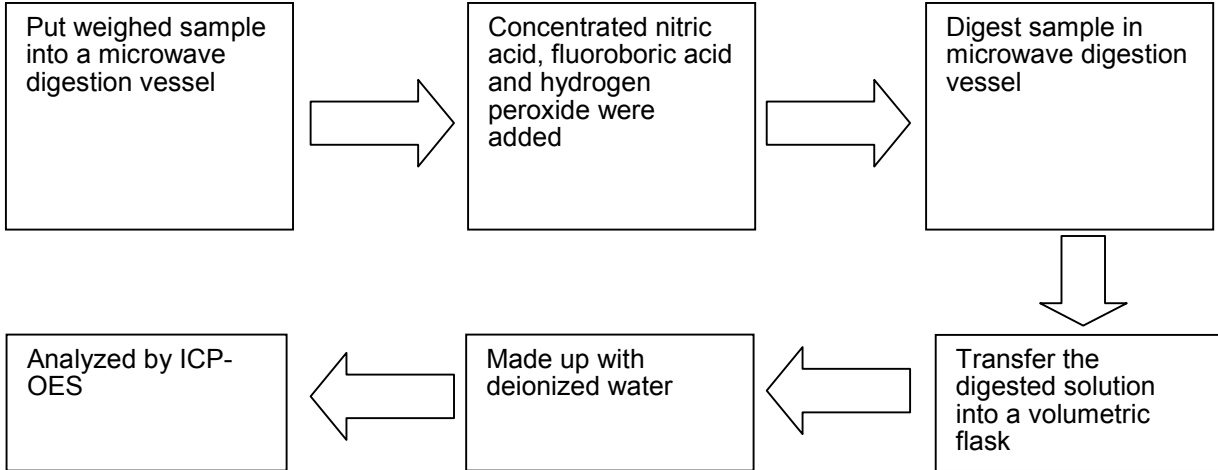 Put weighed sample
into a microwave
digestion vessel
Concentrated nitric
acid, fluoroboric acid
and hydrogen
peroxide were
added
Digest sample in
microwave digestion
vessel
Transfer the
digested solution
into a volumetric
flask
Made up with
deionized water
Analyzed by ICP-
OES